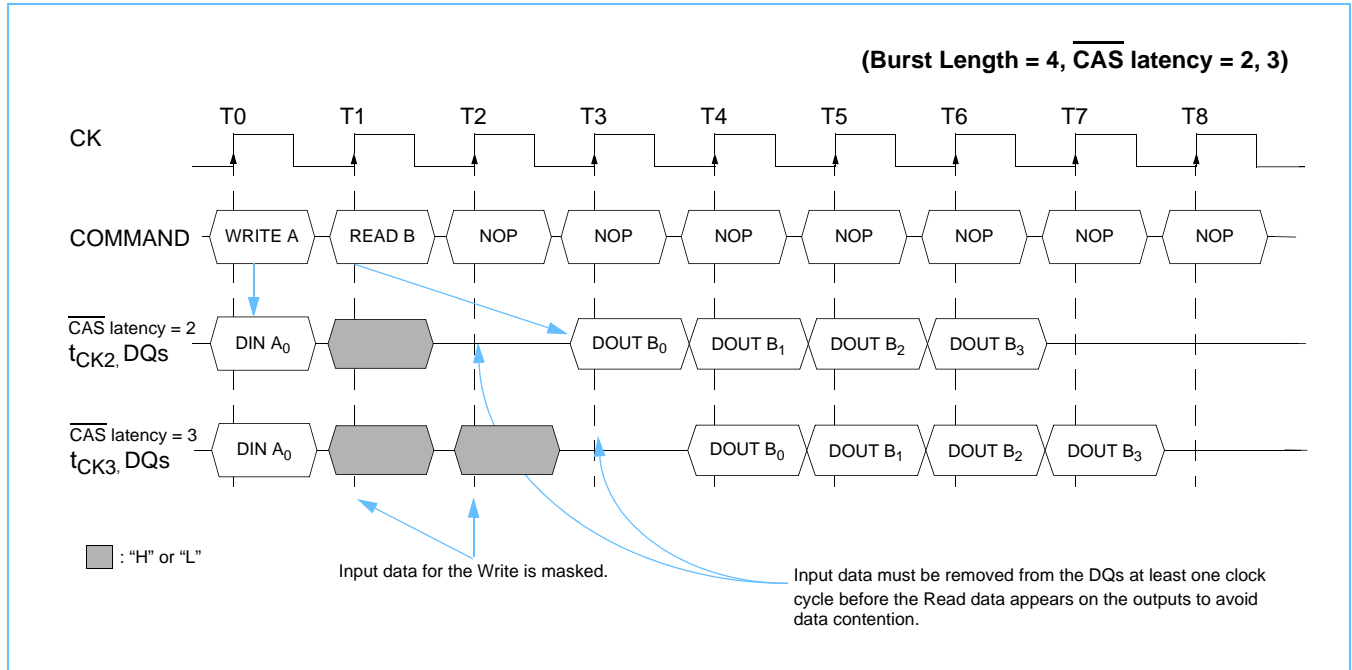 (Burst Length = 4, CAS latency = 2, 3)
T0 T1 T2 T3 T4 T5 T6 T7 T8
CK
COMMAND WRITE A READ B NOP NOP NOP NOP NOP NOP NOP
CAS latency = 2
tCK2, DQs DIN A0 DOUT B0 DOUT B1 DOUT B2 DOUT B3
CAS latency = 3
tCK3, DQs DIN A0 DOUT B0 DOUT B1 DOUT B2 DOUT B3
: “H” or “L”
Input data for the Write is masked.
Input data must be removed from the DQs at least one clock
cycle before the Read data appears on the outputs to avoid
data contention.